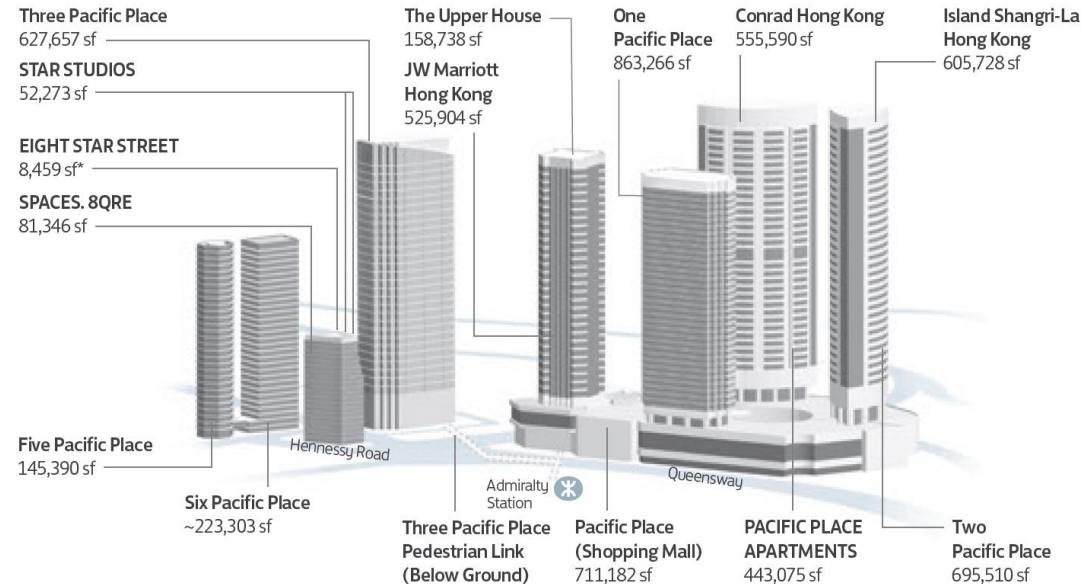 Three Pacific Place
627,657 sf
STAR STUDIOS
52,273 sf
EIGHT STAR STREET
8,459 sf*
SPACES. 8QRE
81,346 sf
The Upper House
158,738 sf
JW Marriott
Hong Kong
525,904 sf
One
Pacific Place
863,266 sf
Conrad Hong Kong
555,590 sf
Island Shangri-La
Hong Kong
605,728 sf
Five Pacific Place
145,390 sf
Six Pacific Place
~223,303 sf
Hennessy Road
Admiralty
Station
Queensway
Three Pacific Place
Pedestrian Link
(Below Ground)
Pacific Place
(Shopping Mall)
711,182 sf
PACIFIC PLACE
APARTMENTS
443,075 sf
Two
Pacific Place
695,510 sf